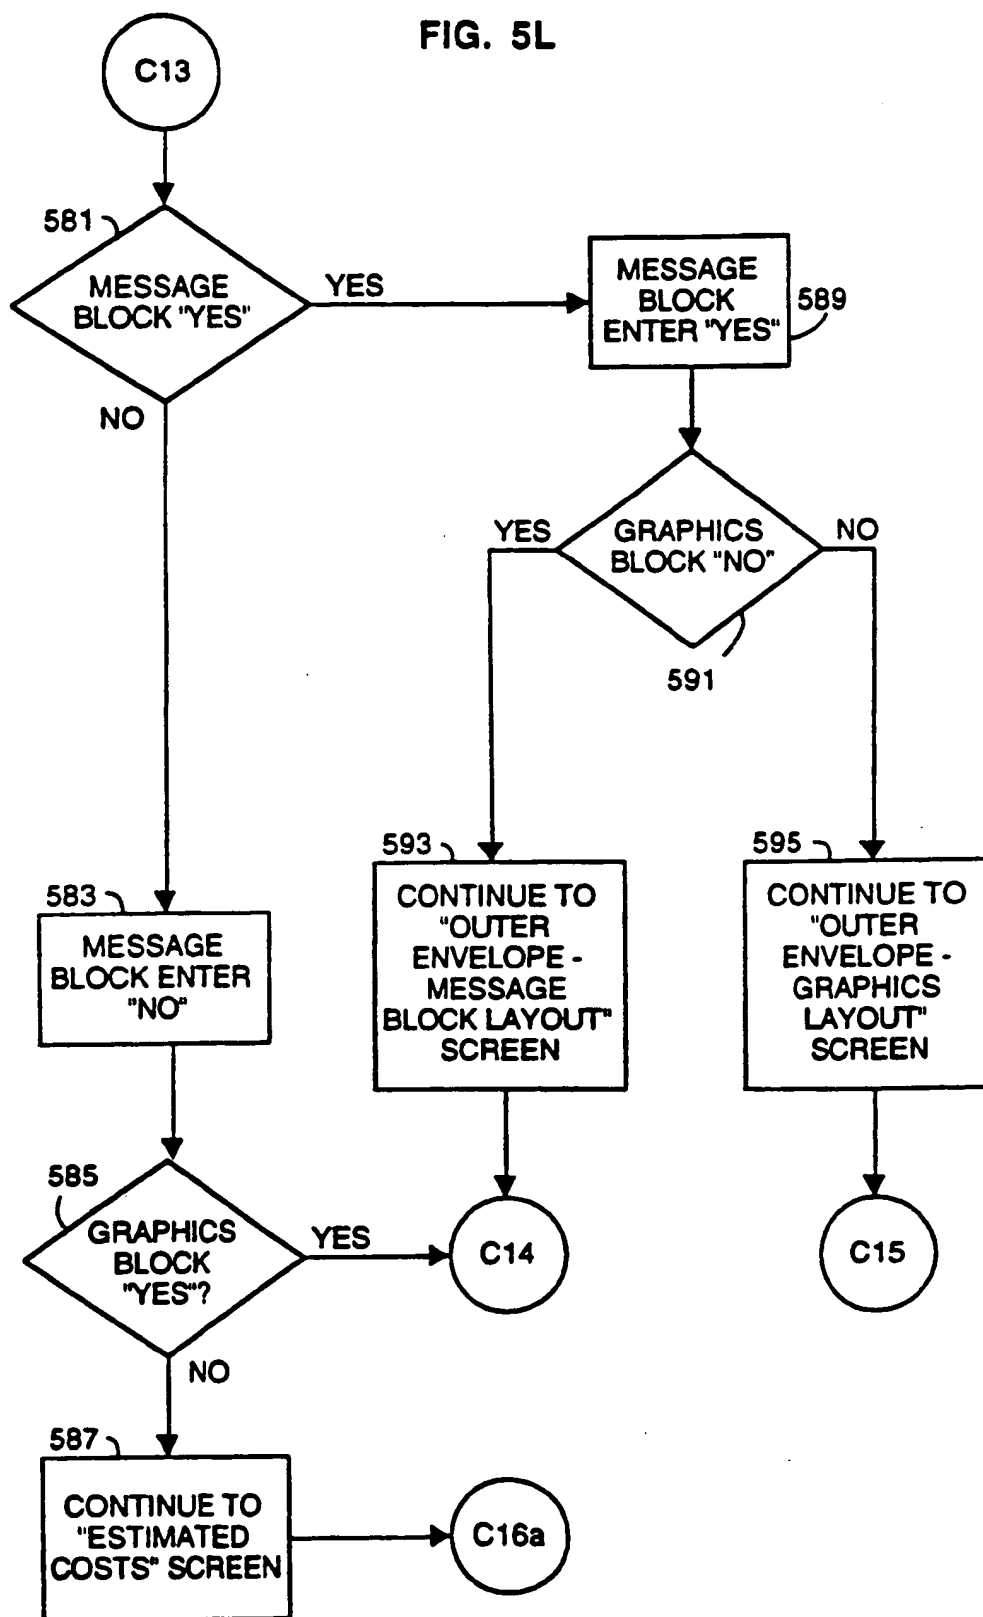 FIG. 5L
C13
581
MESSAGE
BLOCK "YES"
YES
NO
MESSAGE
BLOCK
ENTER "YES"
589
GRAPHICS
BLOCK "NO"
YES
NO
591
593
CONTINUE TO
"OUTER
ENVELOPE -
MESSAGE
BLOCK LAYOUT"
SCREEN
595
CONTINUE TO
"OUTER
ENVELOPE -
GRAPHICS
LAYOUT"
SCREEN
583
MESSAGE
BLOCK ENTER
"NO"
585
GRAPHICS
BLOCK
"YES"?
YES
NO
C14
C15
587
CONTINUE TO
"ESTIMATED
COSTS" SCREEN
C16a